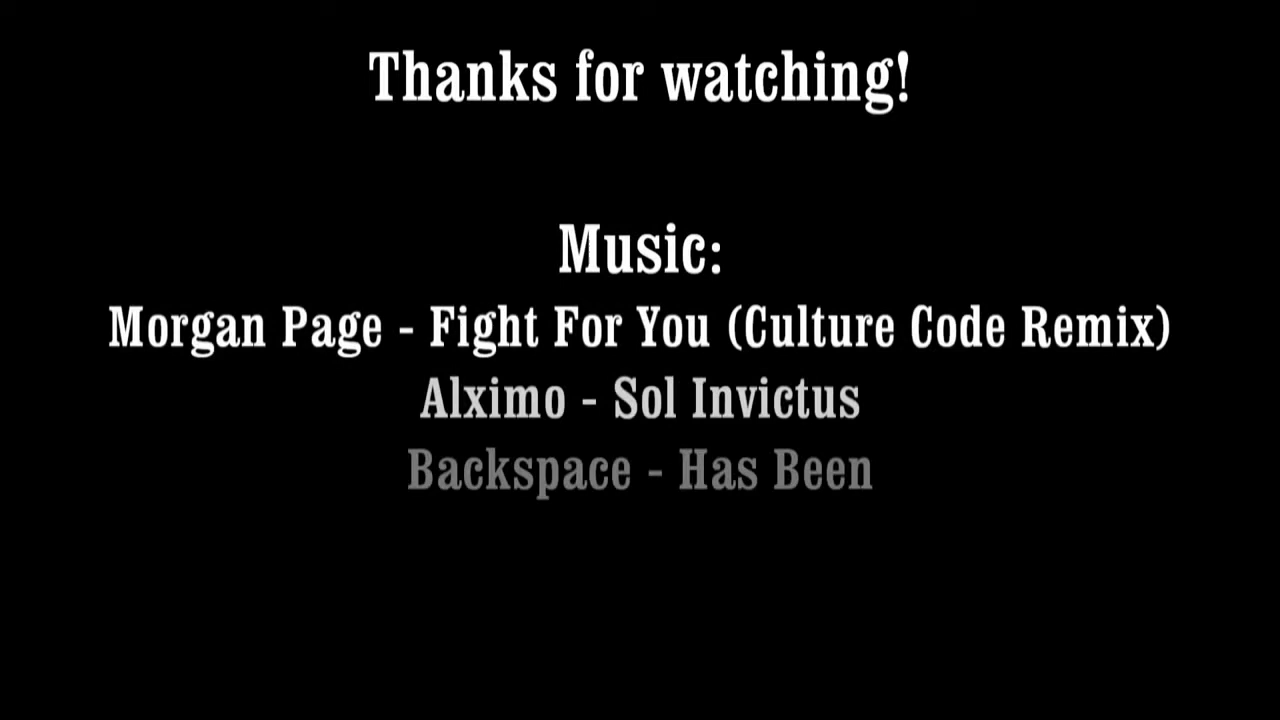 Thanks for watching!
Music:
Morgan Page - Fight For You (Culture Code Remix)
Alximo - Sol Invictus
Backspace - Has Been